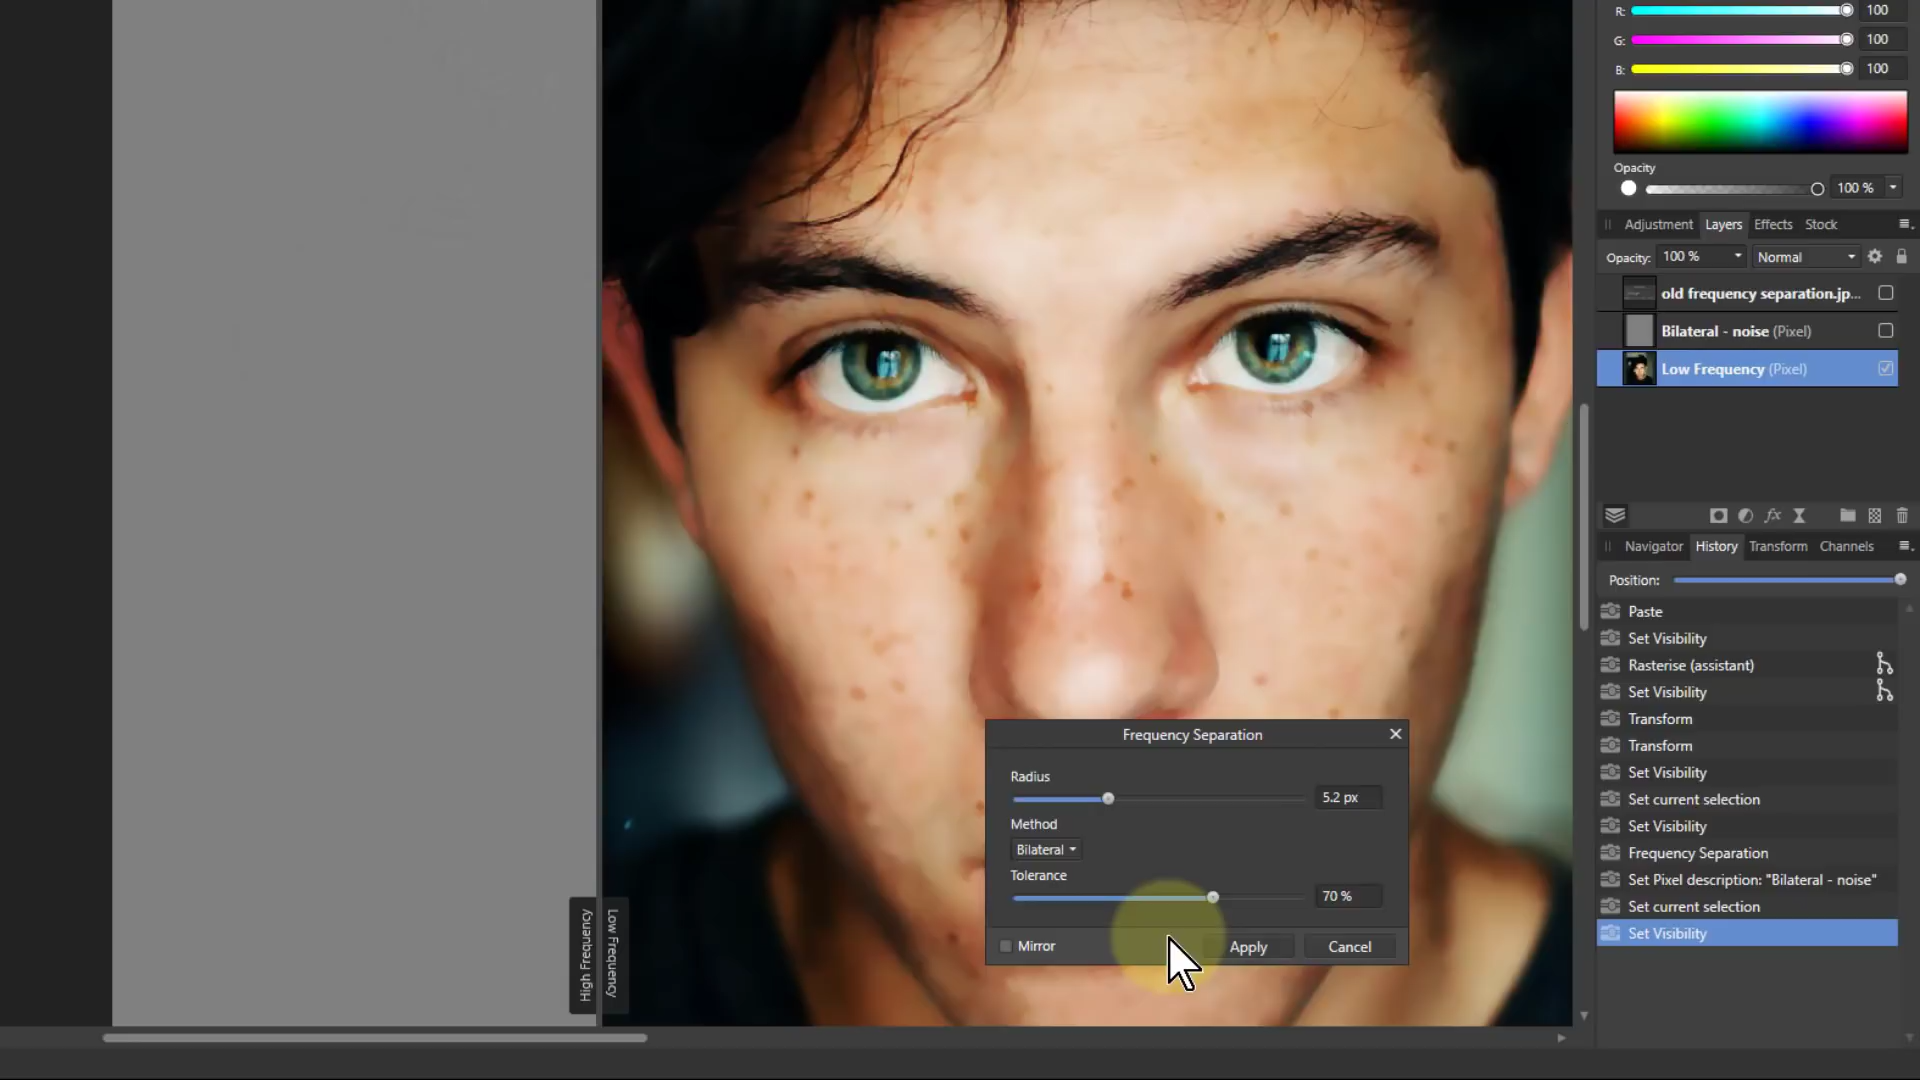 R: 100
G: 100
B: 100
Opacity
100 %
Adjustment Layers Effects Stock
Opacity: 100 % Normal
old frequency separation.jp...
Bilateral - noise (Pixel)
Low Frequency (Pixel)
fx
Navigator History Transform Channels
Position:
Paste
Set Visibility
Rasterise (assistant)
Set Visibility
Transform
Transform
Set Visibility
Set current selection
Set Visibility
Frequency Separation
Set Pixel description: "Bilateral - noise"
Set current selection
Set Visibility
High Frequency
Low Frequency
Frequency Separation
Radius
5.2 px
Method
Bilateral
Tolerance
70 %
Mirror Apply Cancel